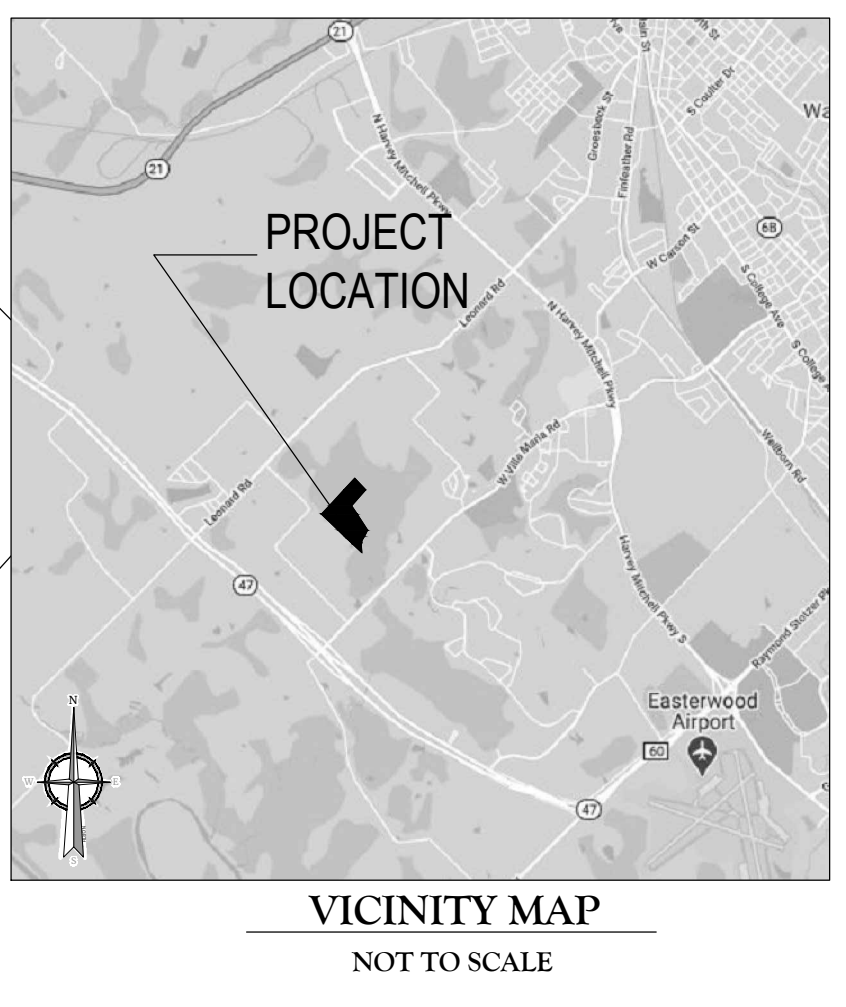 21
S Coulter Dr
Groesbeck St
Finfeather Rd
N Harvey Mitchell Pkwy
21
W Carson St
6B
PROJECT
LOCATION
Leonard Rd
S College Ave
N Harvey Mitchell Pkwy
S College A
W Villa Maria Rd
Wellborn Rd
Leonard Rd
47
Harvey Mitchell Pkwy S
Raymond Stotzer P
N
W
E
S
Easterwood
Airport
60
47
VICINITY MAP
NOT TO SCALE